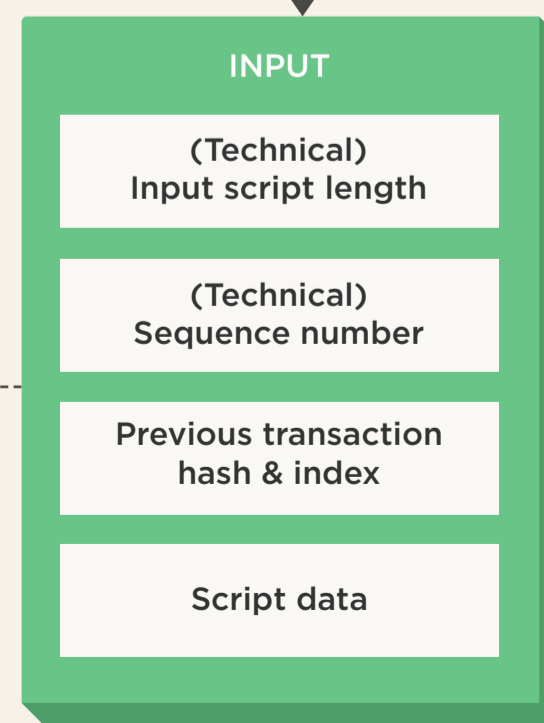 INPUT
(Technical)
Input script length
(Technical)
Sequence number
Previous transaction
hash & index
Script data